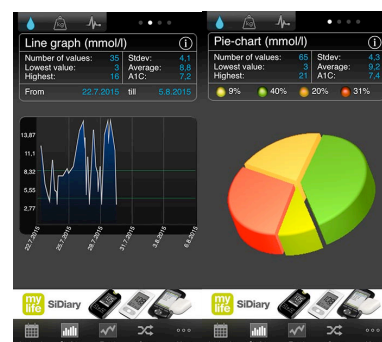 kg
Line graph (mmol/l)
Number of values: 35 Stdev: 4,1
Lowest value: 3 Average: 8,8
Highest: 16 A1C: 7,2
From 22.7.2015 till 5.8.2015
13,87
11,1
8,32
5,55
2,77
22.7.2015
25.7.2015
28.7.2015
31.7.2015
3.8.2015
6.8.2015
my
life SiDiary
kg
Pie-chart (mmol/l)
Number of values: 65 Stdev: 4,3
Lowest value: 3 Average: 9,2
Highest: 21 A1C: 7,4
9% 40% 20% 31%
my
life SiDiary